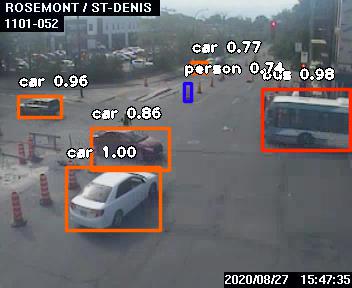 ROSEMONT / ST-DENIS
1101-052
car 0.77
person 0.74
bus 0.98
car 0.96
car 0.86
car 1.00
2020/08/27 15:47:35